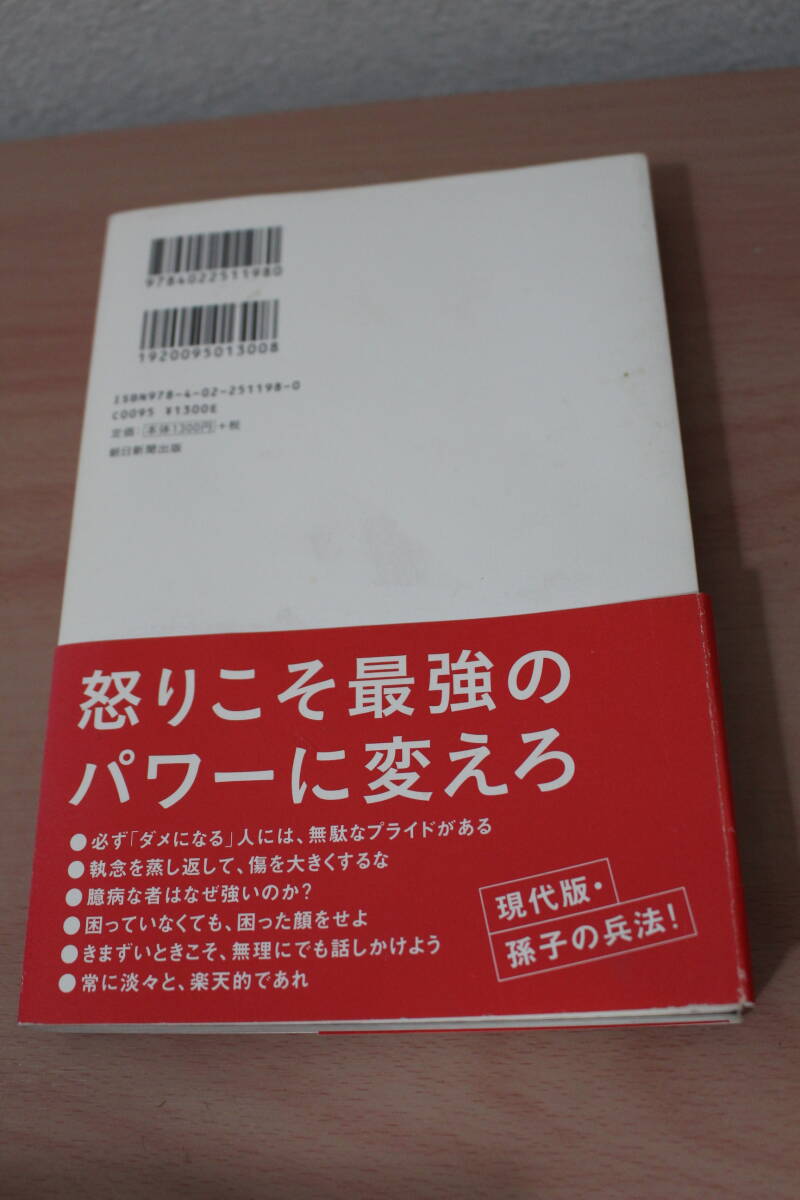 9784022511980
1920095013008
ISBN978-4-02-251198-0
C0095 ¥1300E
定価：本体1300円+税
朝日新聞出版
怒りこそ最強の
パワーに変えろ
●必ず「ダメになる」人には、無駄なプライドがある
●執念を蒸し返して、傷を大きくするな
●臆病な者はなぜ強いのか?
●困っていなくても、困った顔をせよ
●きまずいときこそ、無理にでも話しかけよう
●常に淡々と、楽天的であれ
現代版・
孫子の兵法!